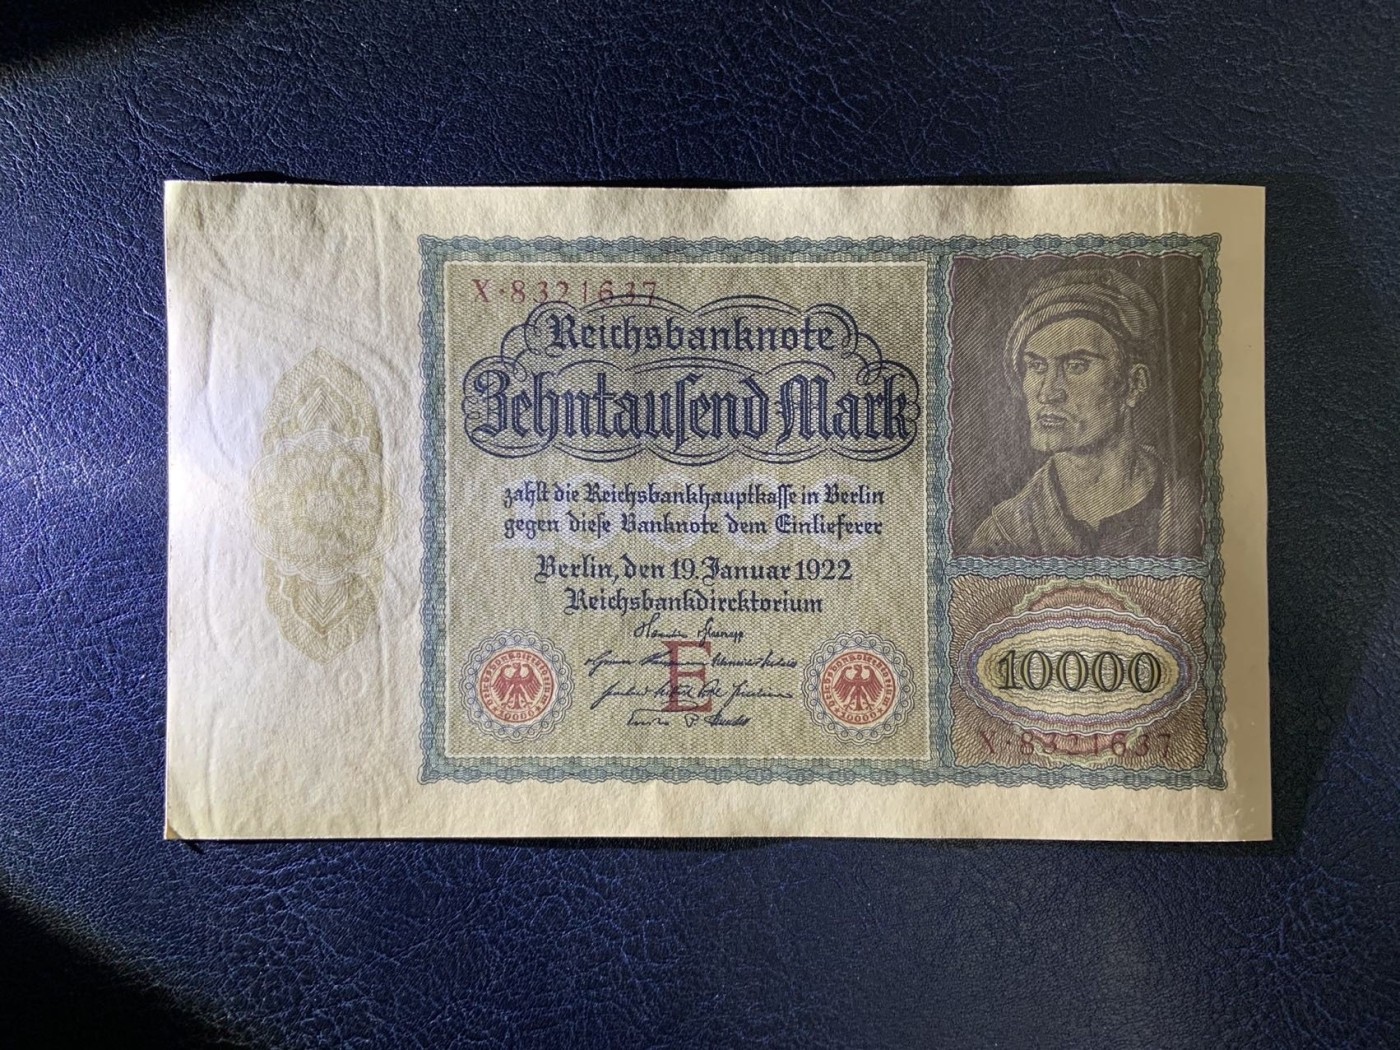 X·8321637
Reichsbanknote
Zehntausend Mark
zahlt die Reichsbankhauptkasse in Berlin
gegen diese Banknote dem Einlieferer
Berlin, den 19. Januar 1922
Reichsbankdirektorium
E
10000
X·8321637